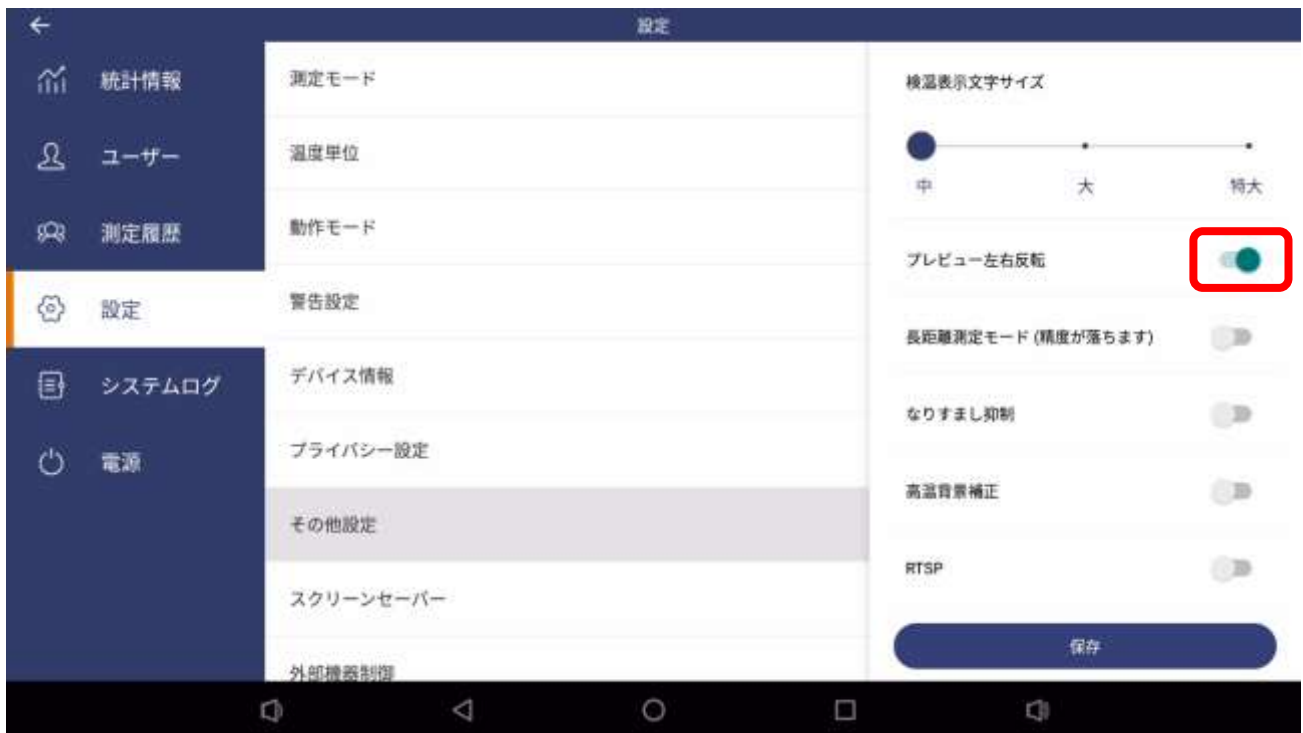 設定
統計情報
ユーザー
測定履歴
設定
システムログ
電源
測定モード
温度単位
動作モード
警告設定
デバイス情報
プライバシー設定
その他設定
スクリーンセーバー
外部機器制御
検温表示文字サイズ
中 大 特大
プレビュー左右反転
長距離測定モード (精度が落ちます)
なりすまし抑制
高温背景補正
RTSP
保存